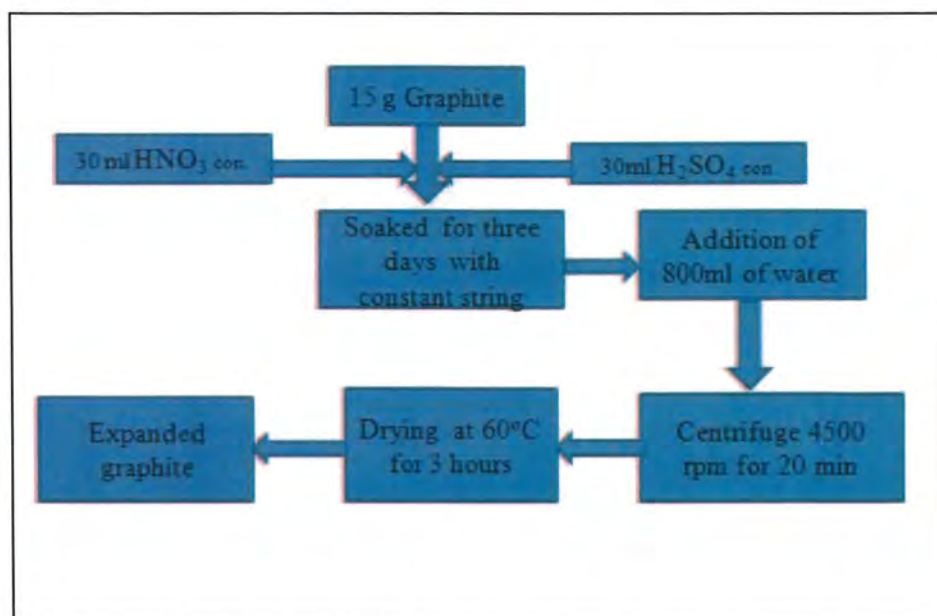 15 g Graphite
30 ml HNO₃ con.
30ml.H₂SO₄ con.
Soaked for three
days with
constant string
Addition of
800ml of water
Centrifuge 4500
rpm for 20 min
Drying at 60°C
for 3 hours
Expanded
graphite